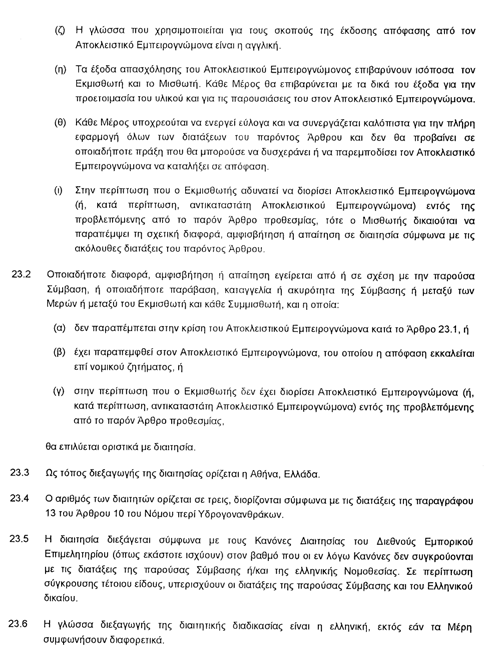 (ζ) Η γλώσσα που χρησιμοποιείται για τους σκοπούς της έκδοσης απόφασης από τον
Αποκλειστικό Εμπειρογνώμονα είναι η αγγλική.
(η) Τα έξοδα απασχόλησης του Αποκλειστικού Εμπειρογνώμονος επιβαρύνουν ισόποσα τον
Εκμισθωτή και το Μισθωτή. Κάθε Μέρος θα επιβαρύνεται με τα δικά του έξοδα για την
προετοιμασία του υλικού και για τις παρουσιάσεις του στον Αποκλειστικό Εμπειρογνώμονα.
(θ) Κάθε Μέρος υποχρεούται να ενεργεί εύλογα και να συνεργάζεται καλόπιστα για την πλήρη
εφαρμογή όλων των διατάξεων του παρόντος Άρθρου και δεν θα προβαίνει σε
οποιαδήποτε πράξη που θα μπορούσε να δυσχεράνει ή να παρεμποδίσει τον Αποκλειστικό
Εμπειρογνώμονα να καταλήξει σε απόφαση.
(ι) Στην περίπτωση που ο Εκμισθωτής αδυνατεί να διορίσει Αποκλειστικό Εμπειρογνώμονα
(ή, κατά περίπτωση, αντικαταστάτη Αποκλειστικού Εμπειρογνώμονα) εντός της
προβλεπόμενης από το παρόν Άρθρο προθεσμίας, τότε ο Μισθωτής δικαιούται να
παραπέμψει τη σχετική διαφορά, αμφισβήτηση ή απαίτηση σε διαιτησία σύμφωνα με τις
ακόλουθες διατάξεις του παρόντος Άρθρου.
23.2 Οποιαδήποτε διαφορά, αμφισβήτηση ή απαίτηση εγείρεται από ή σε σχέση με την παρούσα
Σύμβαση, ή οποιαδήποτε παράβαση, καταγγελία ή ακυρότητα της Σύμβασης ή μεταξύ των
Μερών ή μεταξύ του Εκμισθωτή και κάθε Συμμισθωτή, και η οποία:
(α) δεν παραπέμπεται στην κρίση του Αποκλειστικού Εμπειρογνώμονα κατά το Άρθρο 23.1, ή
(β) έχει παραπεμφθεί στον Αποκλειστικό Εμπειρογνώμονα, του οποίου η απόφαση εκκαλείται
επί νομικού ζητήματος, ή
(γ) στην περίπτωση που ο Εκμισθωτής δεν έχει διορίσει Αποκλειστικό Εμπειρογνώμονα (ή,
κατά περίπτωση, αντικαταστάτη Αποκλειστικό Εμπειρογνώμονα) εντός της προβλεπόμενης
από το παρόν Άρθρο προθεσμίας,
θα επιλύεται οριστικά με διαιτησία.
23.3 Ως τόπος διεξαγωγής της διαιτησίας ορίζεται η Αθήνα, Ελλάδα.
23.4 Ο αριθμός των διαιτητών ορίζεται σε τρεις, διορίζονται σύμφωνα με τις διατάξεις της παραγράφου
13 του Άρθρου 10 του Νόμου περί Υδρογονανθράκων.
23.5 Η διαιτησία διεξάγεται σύμφωνα με τους Κανόνες Διαιτησίας του Διεθνούς Εμπορικού
Επιμελητηρίου (όπως εκάστοτε ισχύουν) στον βαθμό που οι εν λόγω Κανόνες δεν συγκρούονται
με τις διατάξεις της παρούσας Σύμβασης ή/και της ελληνικής Νομοθεσίας. Σε περίπτωση
σύγκρουσης τέτοιου είδους, υπερισχύουν οι διατάξεις της παρούσας Σύμβασης και του Ελληνικού
δικαίου.
23.6 Η γλώσσα διεξαγωγής της διαιτητικής διαδικασίας είναι η ελληνική, εκτός εάν τα Μέρη
συμφωνήσουν διαφορετικά.